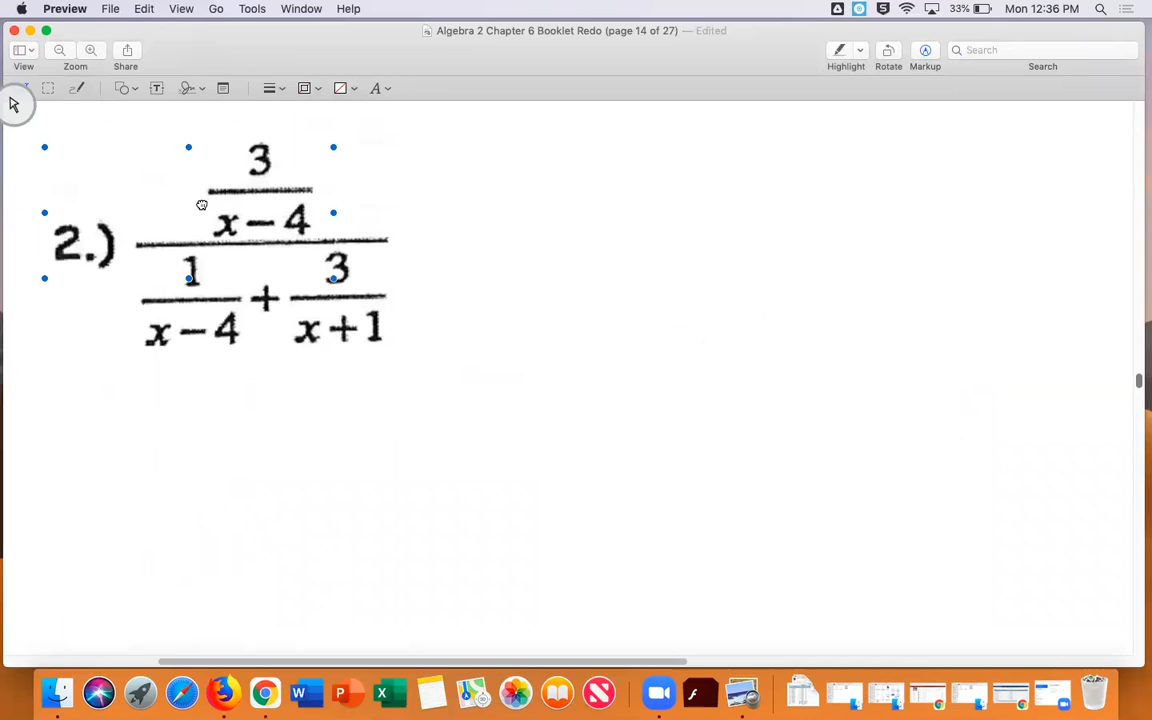 Preview File Edit View Go Tools Window Help 33% Mon 12:36 PM
Algebra 2 Chapter 6 Booklet Redo (page 14 of 27) — Edited
Search
View Zoom Share Highlight Rotate Markup Search
3
x − 4
2.)
1 3
+
x − 4 x + 1